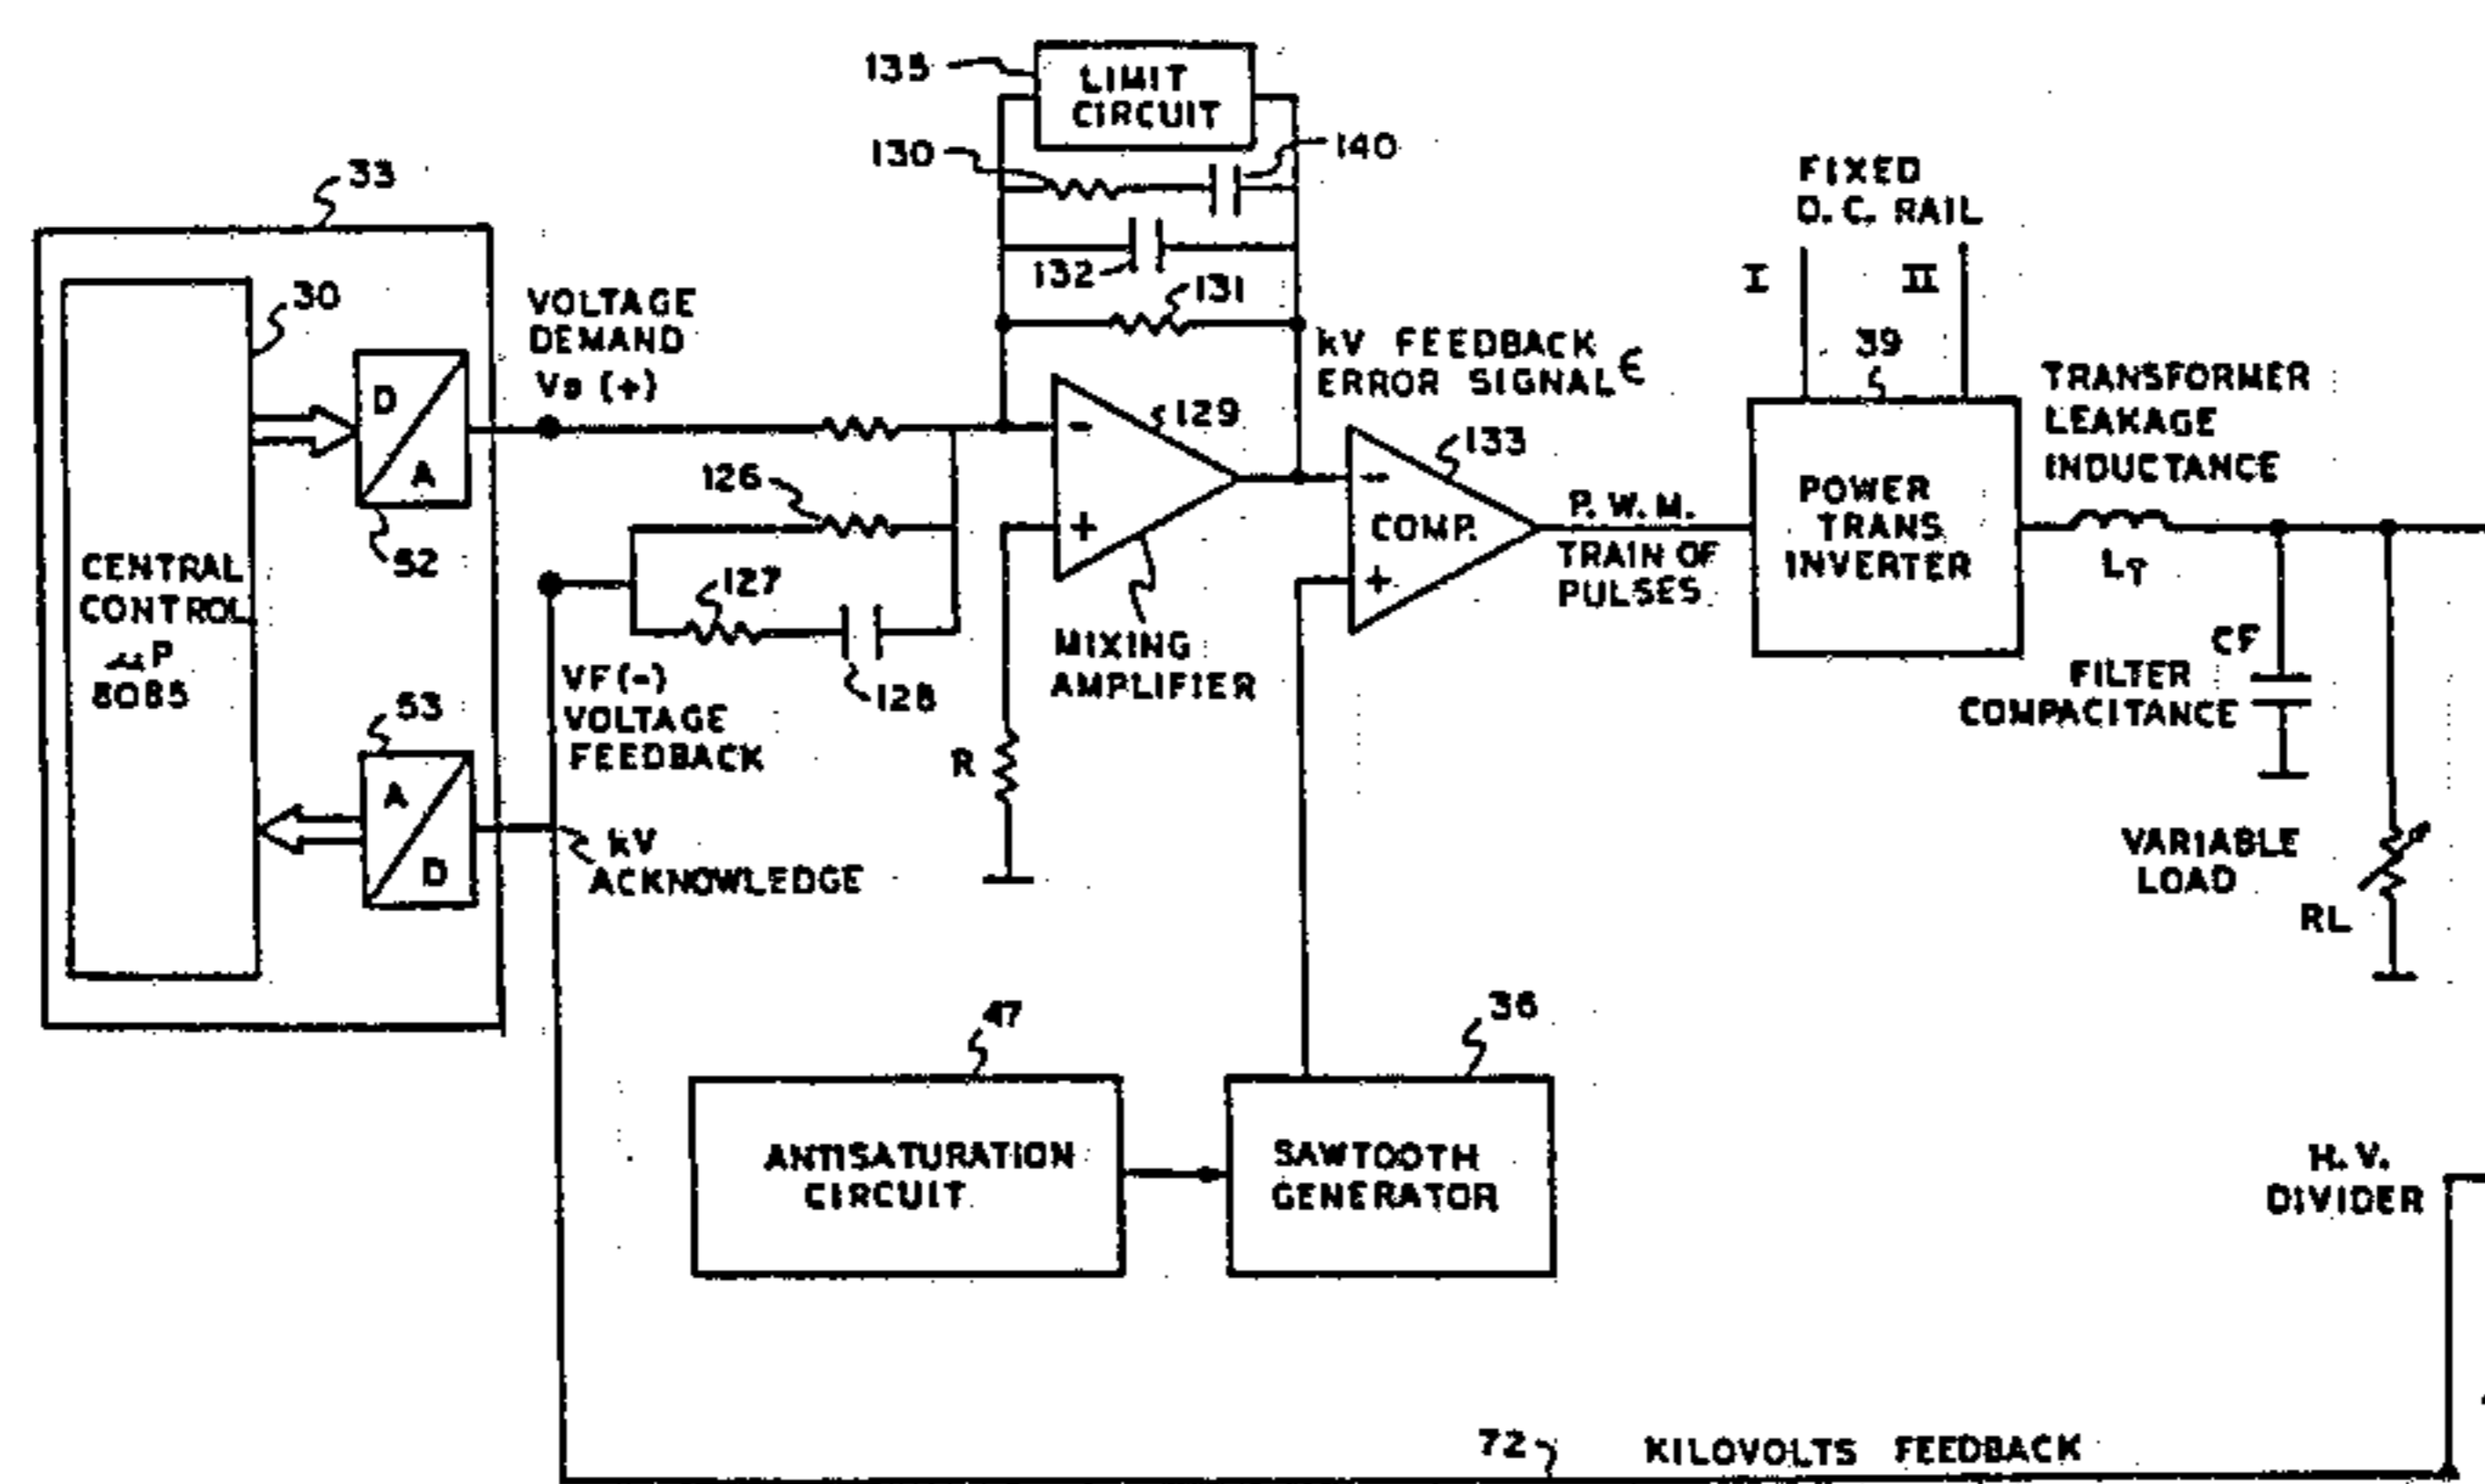 135
LIMIT
CIRCUIT
130
140
132
131
33
30
CENTRAL
CONTROL
µP
8085
D
A
52
53
A
D
VOLTAGE
DEMAND
Vs (+)
126
127
128
VF (-)
VOLTAGE
FEEDBACK
kV
ACKNOWLEDGE
-
+
129
MIXING
AMPLIFIER
R
kV FEEDBACK
ERROR SIGNAL ϵ
-
COMP.
+
133
P. W. M.
TRAIN OF
PULSES
FIXED
D. C. RAIL
I
II
39
POWER
TRANS
INVERTER
TRANSFORMER
LEAKAGE
INDUCTANCE
LT
CF
FILTER
COMPACITANCE
VARIABLE
LOAD
RL
47
ANTISATURATION
CIRCUIT
36
SAWTOOTH
GENERATOR
H. V.
DIVIDER
72
KILOVOLTS FEEDBACK